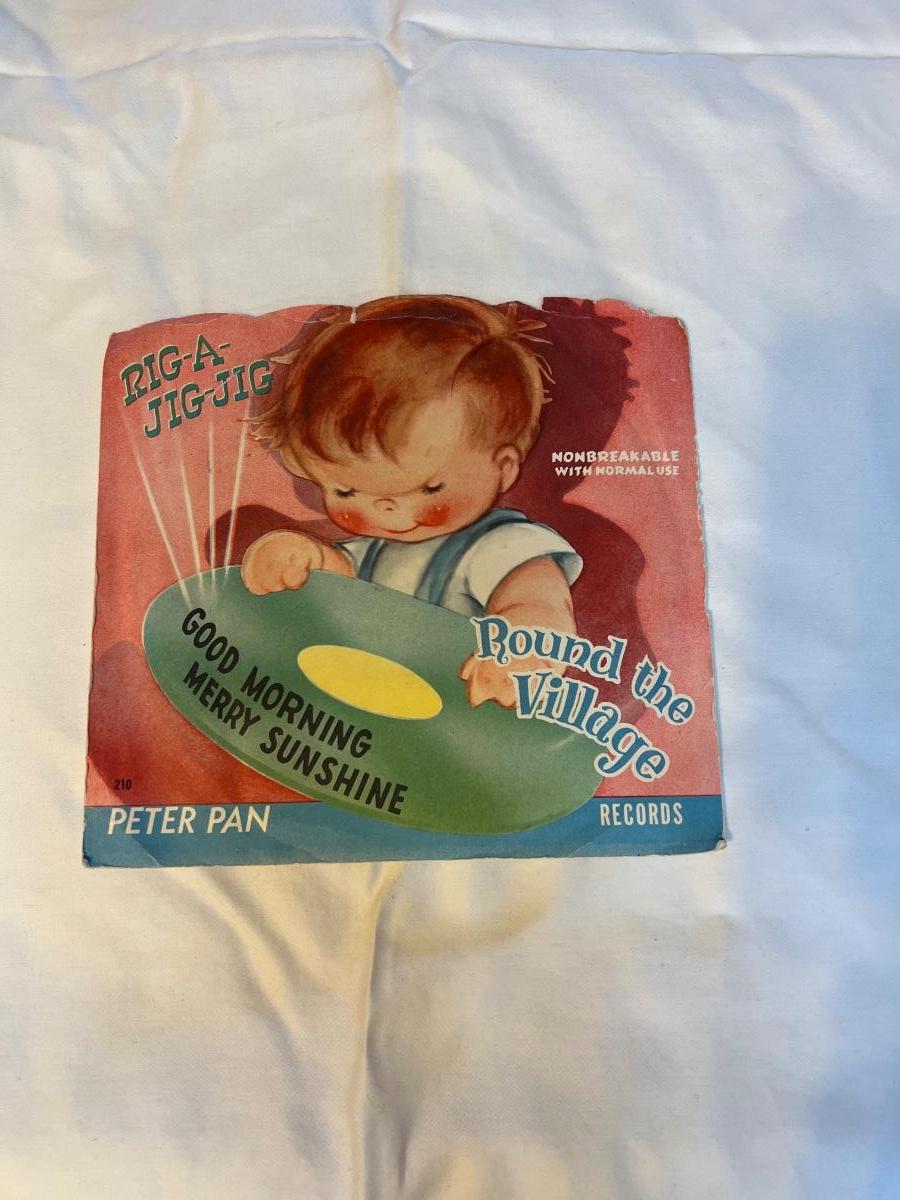 RIG-A-
JIG-JIG
NONBREAKABLE
WITH NORMAL USE
GOOD MORNING
MERRY SUNSHINE
Round the
Village
210
PETER PAN
RECORDS